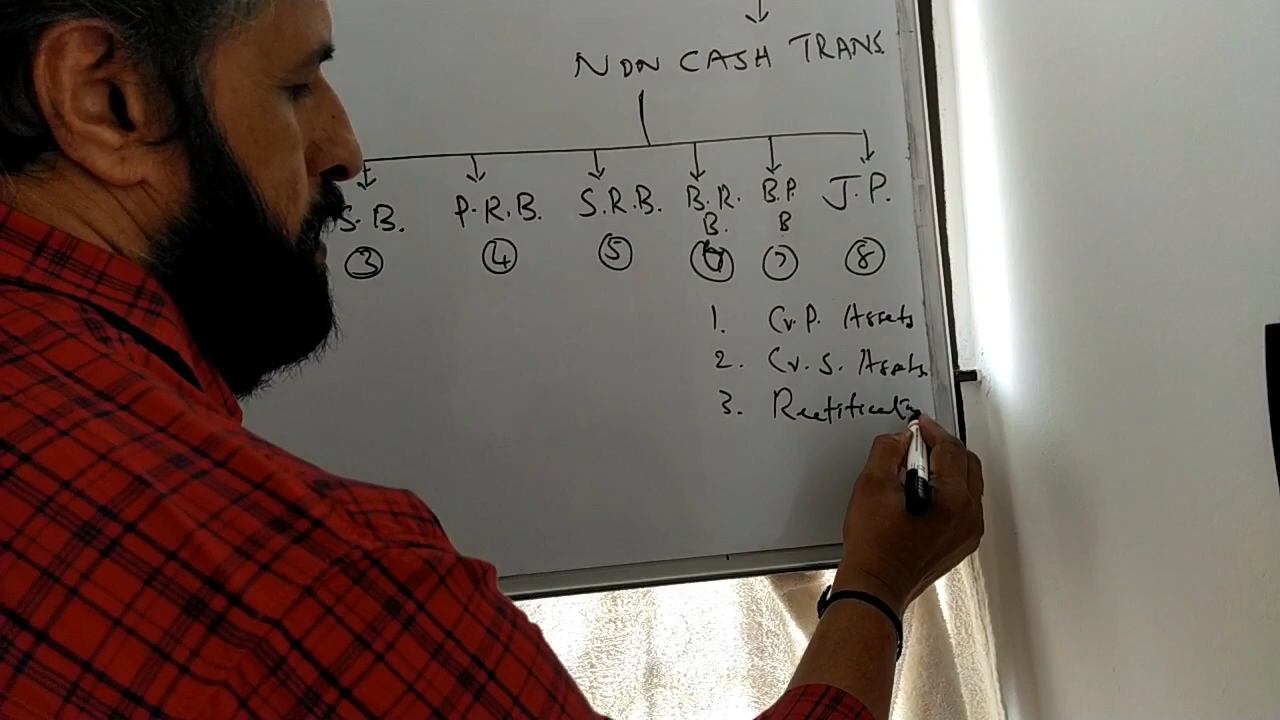 NON CASH TRANS.
S.B. P.R.B. S.R.B. B.R. B.P. J.P.
B. B
3 4 5 7 8
1. Cr.P. Assets
2. Cr.S. Assets
3. Rectification